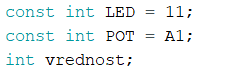 const int LED = 11;
const int POT = A1;
int vrednost;